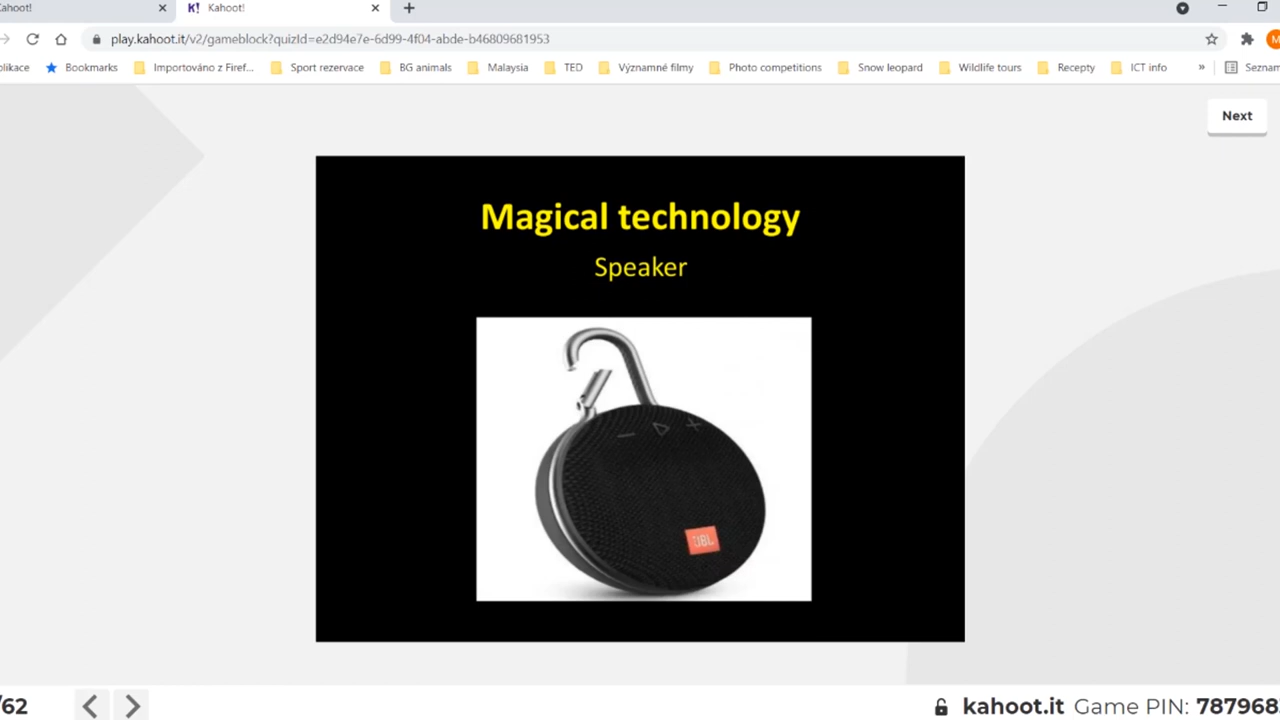 Kahoot!
play.kahoot.it/v2/gameblock?quizId=e2d94e7e-6d99-4f04-abde-b46809681953
Bookmarks
Importováno z Firef...
Sport rezervace
BG animals
Malaysia
TED
Významné filmy
Photo competitions
Snow leopard
Wildlife tours
Recepty
ICT info
»
Next
Magical technology
Speaker
JBL
/62
kahoot.it Game PIN: